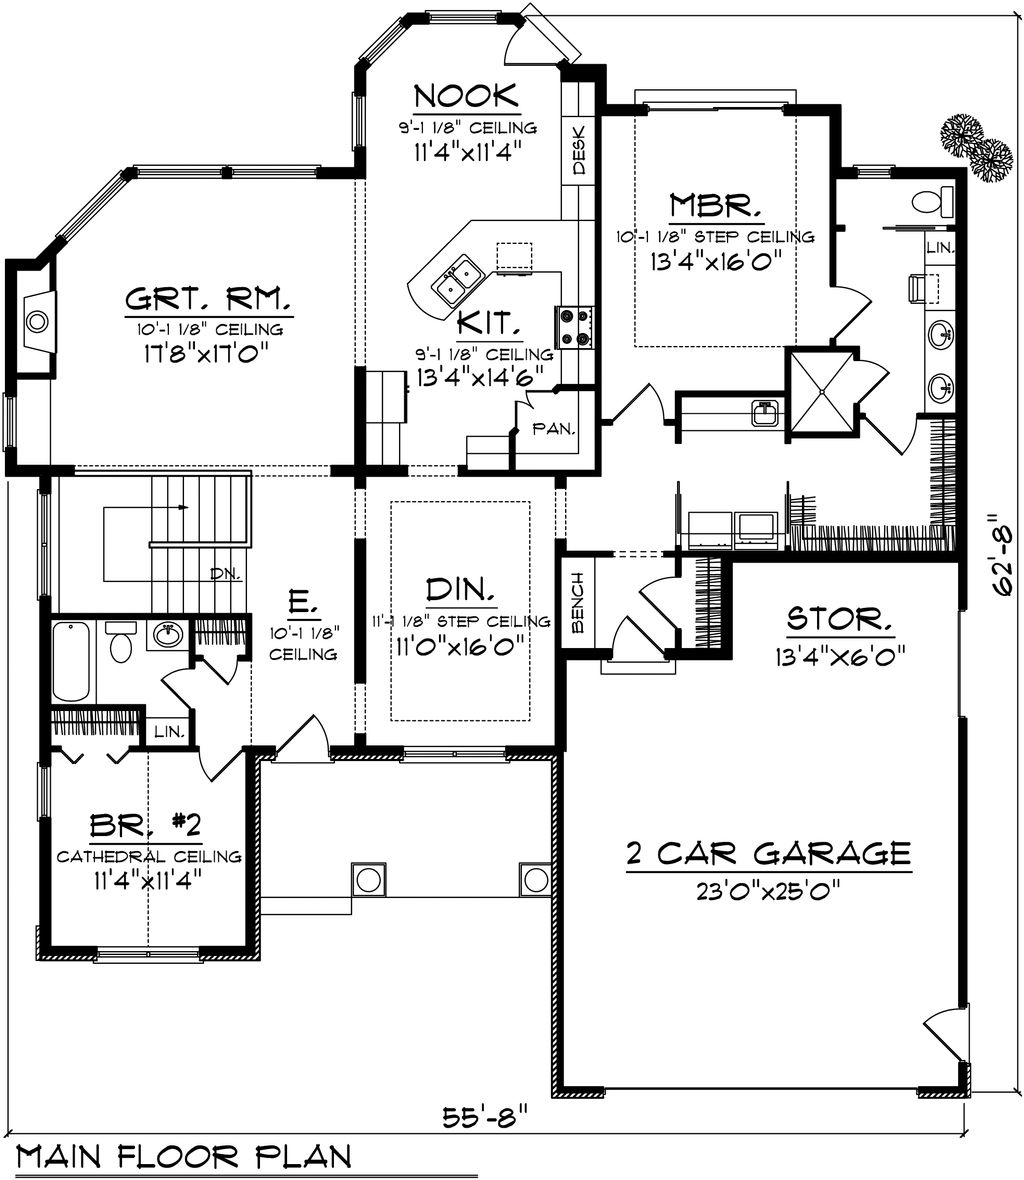 NOOK
9'-1 1/8" CEILING
11'4"x11'4"
DESK
MBR.
10'-1 1/8" STEP CEILING
13'4"x16'0"
LIN.
GRT. RM.
10'-1 1/8" CEILING
17'8"x17'0"
KIT.
9'-1 1/8" CEILING
13'4"x14'6"
PAN.
DN.
E.
10'-1 1/8"
CEILING
DIN.
11'-1 1/8" STEP CEILING
11'0"x16'0"
BENCH
STOR.
13'4"X6'0"
62'-8"
LIN.
BR. #2
CATHEDRAL CEILING
11'4"x11'4"
2 CAR GARAGE
23'0"x25'0"
55'-8"
MAIN FLOOR PLAN